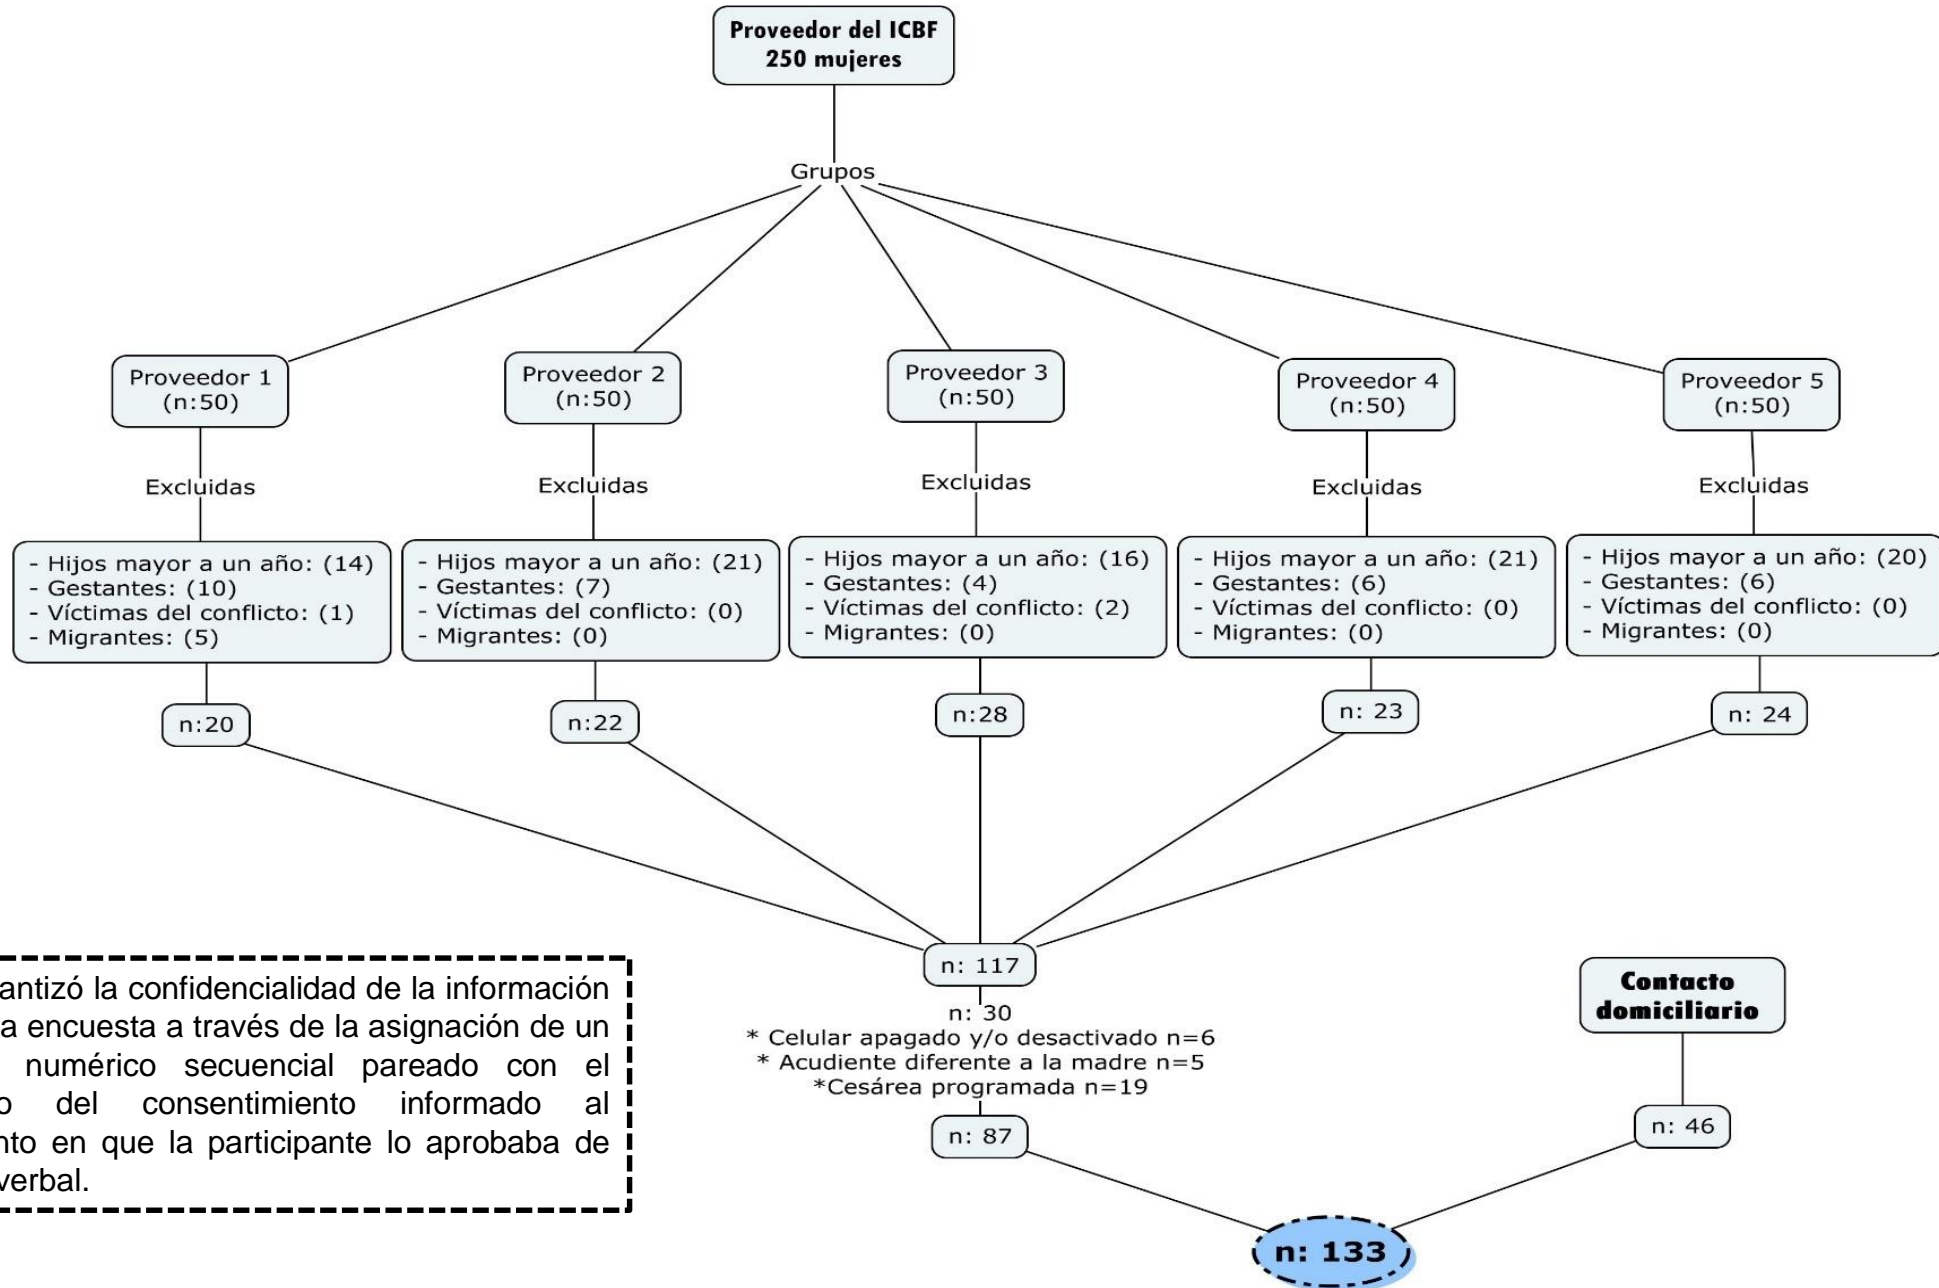 Proveedor del ICBF
250 mujeres
Grupos
Proveedor 1
(n:50)
Proveedor 2
(n:50)
Proveedor 3
(n:50)
Proveedor 4
(n:50)
Proveedor 5
(n:50)
Excluidas
Excluidas
Excluidas
Excluidas
Excluidas
- Hijos mayor a un año: (14)
- Gestantes: (10)
- Víctimas del conflicto: (1)
- Migrantes: (5)
- Hijos mayor a un año: (21)
- Gestantes: (7)
- Víctimas del conflicto: (0)
- Migrantes: (0)
- Hijos mayor a un año: (16)
- Gestantes: (4)
- Víctimas del conflicto: (2)
- Migrantes: (0)
- Hijos mayor a un año: (21)
- Gestantes: (6)
- Víctimas del conflicto: (0)
- Migrantes: (0)
- Hijos mayor a un año: (20)
- Gestantes: (6)
- Víctimas del conflicto: (0)
- Migrantes: (0)
n:20
n:22
n:28
n: 23
n: 24
n: 117
n: 30
* Celular apagado y/o desactivado n=6
* Acudiente diferente a la madre n=5
*Cesárea programada n=19
n: 87
Contacto
domiciliario
n: 46
n: 133
la confidencialidad de la información
encuesta a través de la asignación de un
numérico secuencial pareado con el
del consentimiento informado al
en que la participante lo aprobaba de
verbal.